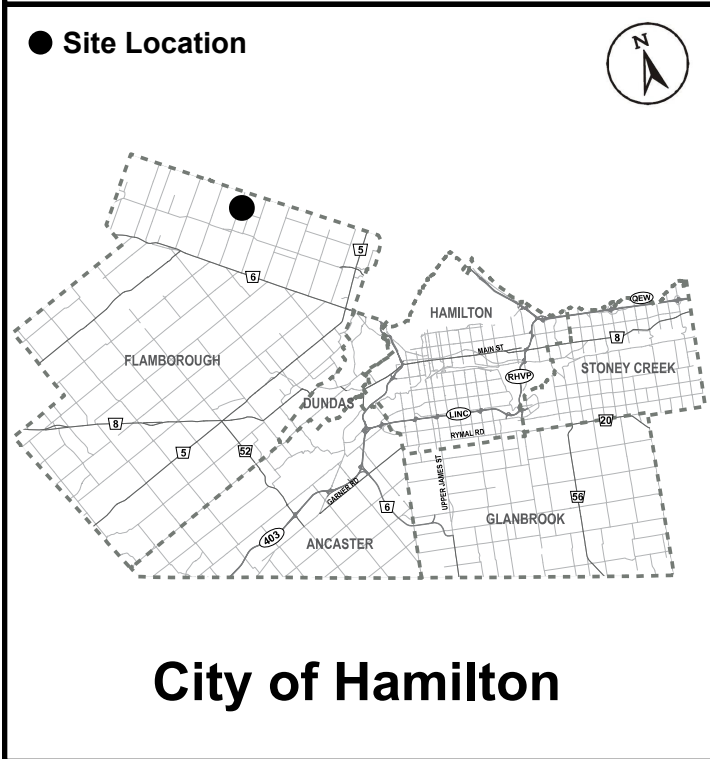 Site Location
N
5
6
HAMILTON
QEW
8
MAIN ST
FLAMBOROUGH
STONEY CREEK
RHVP
DUNDAS
LINC
8
20
RYMAL RD
5
52
UPPER JAMES ST
GARNER RD
56
6
GLANBROOK
403
ANCASTER
City of Hamilton